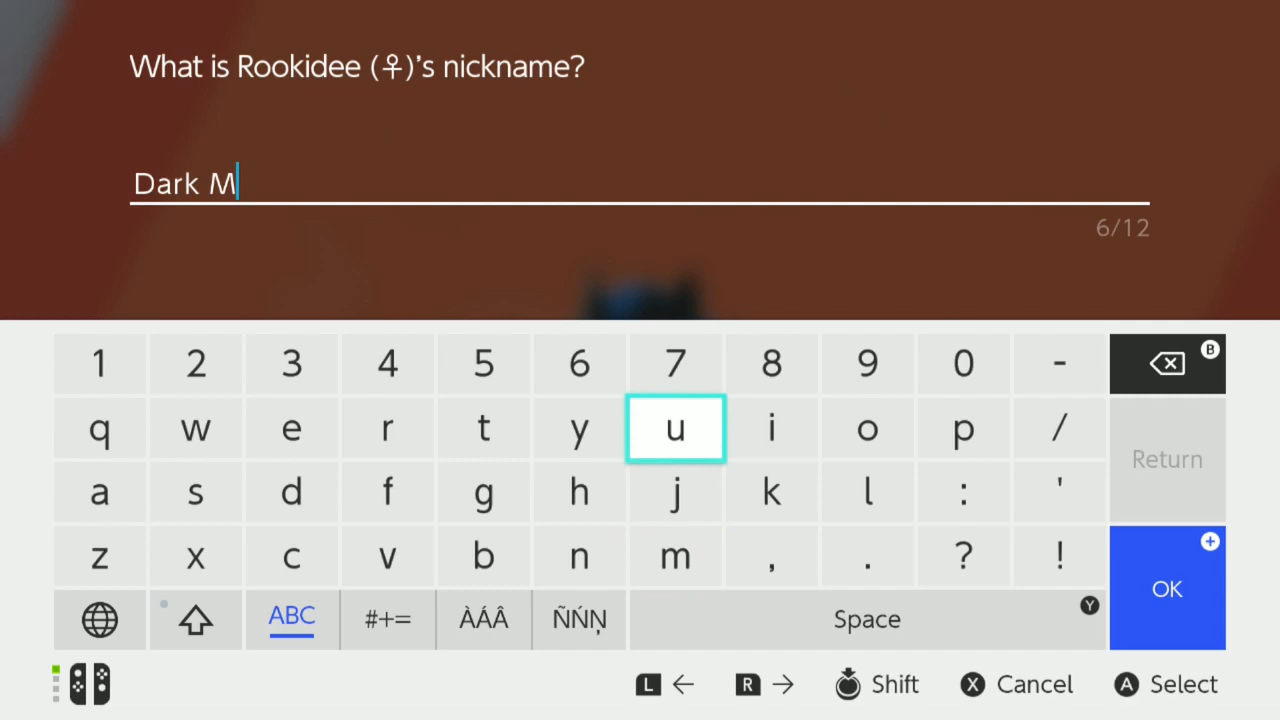 What is Rookidee (♀)'s nickname?
Dark M
6/12
1 2 3 4 5 6 7 8 9 0 - B
q w e r t y u i o p / Return
a s d f g h j k l : '
z x c v b n m , . ? ! +
ABC #+= ÀÁÂ ÑŃŅ Space Y OK
L ← R → Shift X Cancel A Select